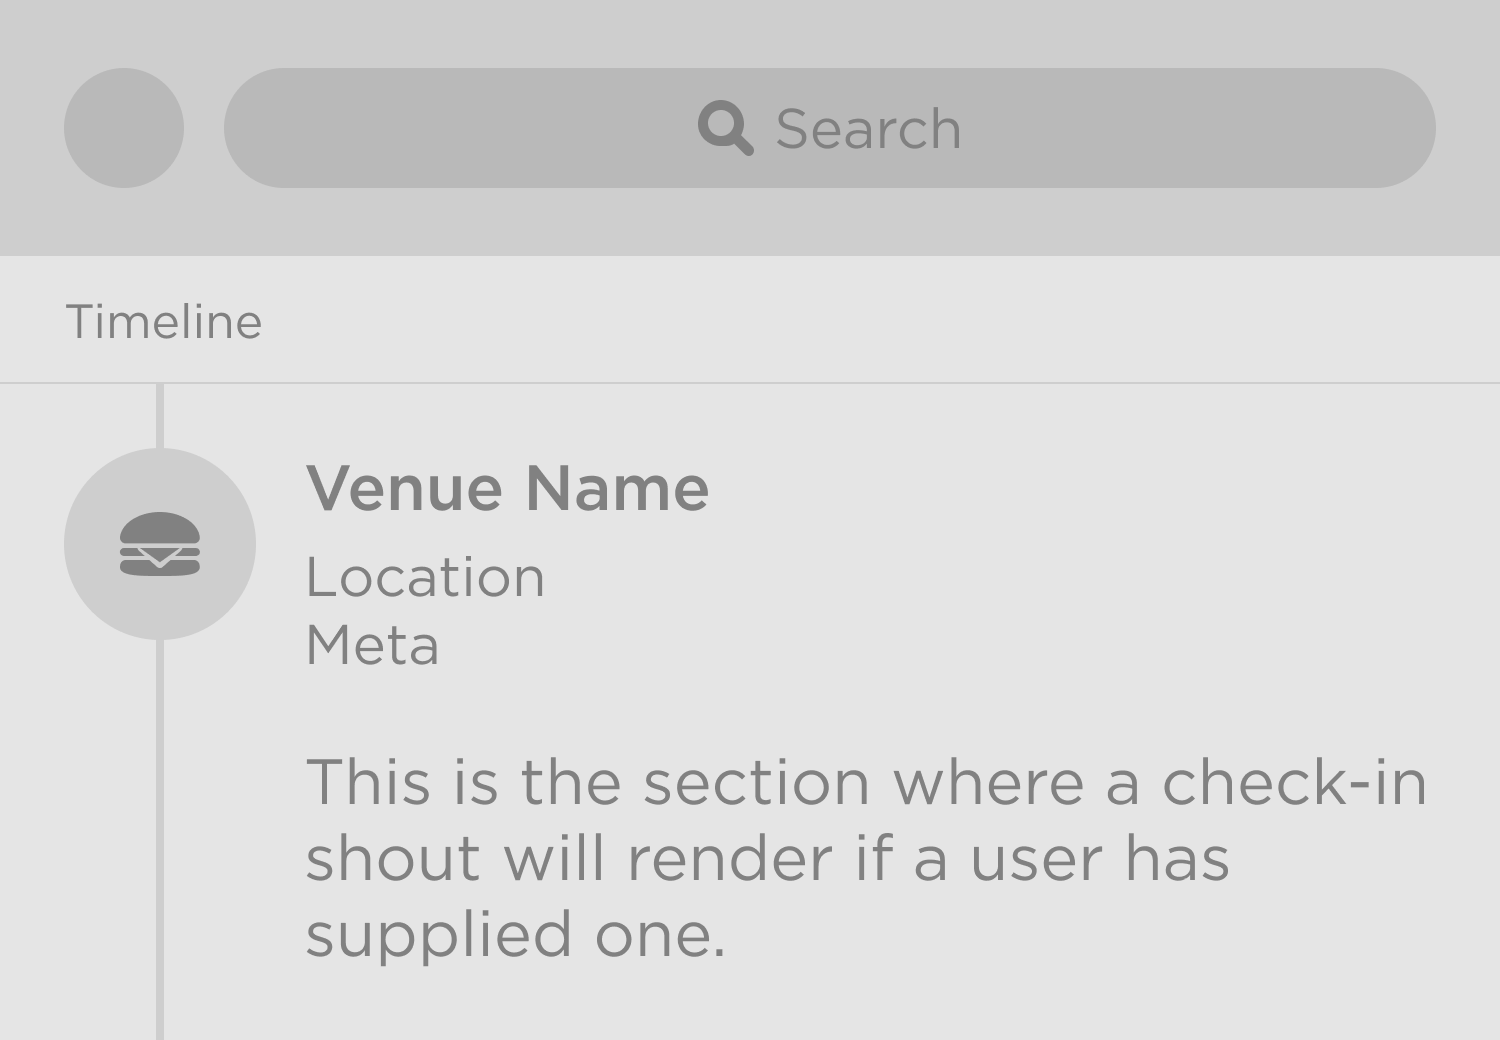 Search
Timeline
Venue Name
Location
Meta
This is the section where a check-in
shout will render if a user has
supplied one.